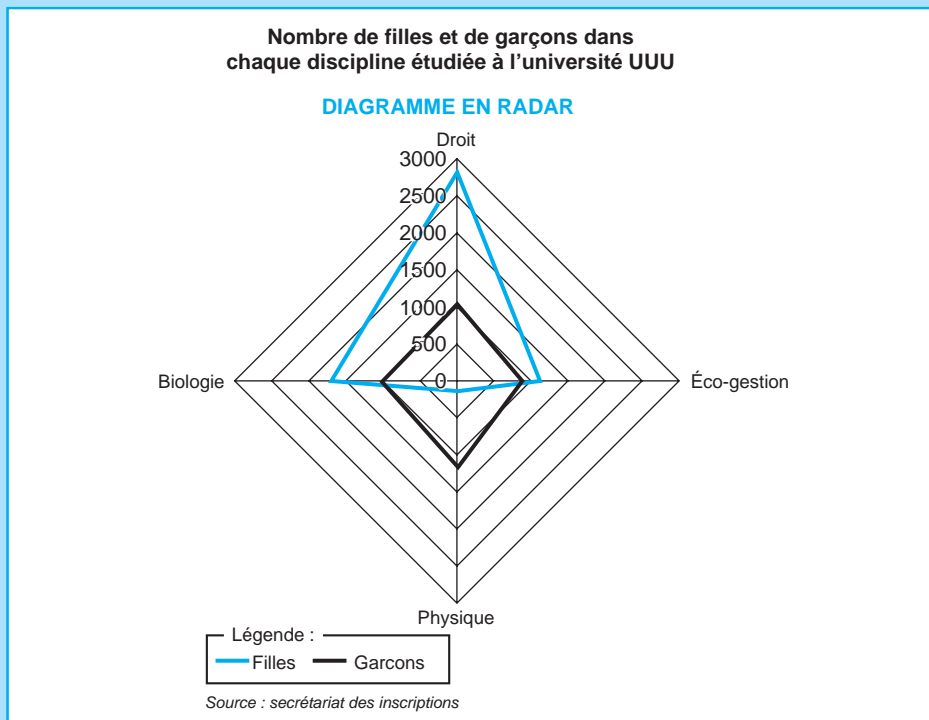 Nombre de filles et de garçons dans
chaque discipline étudiée à l'université UUU
DIAGRAMME EN RADAR
Droit
3000
2500
2000
1500
1000
500
0
Biologie
Éco-gestion
Physique
Légende :
Filles Garcons
Source : secrétariat des inscriptions